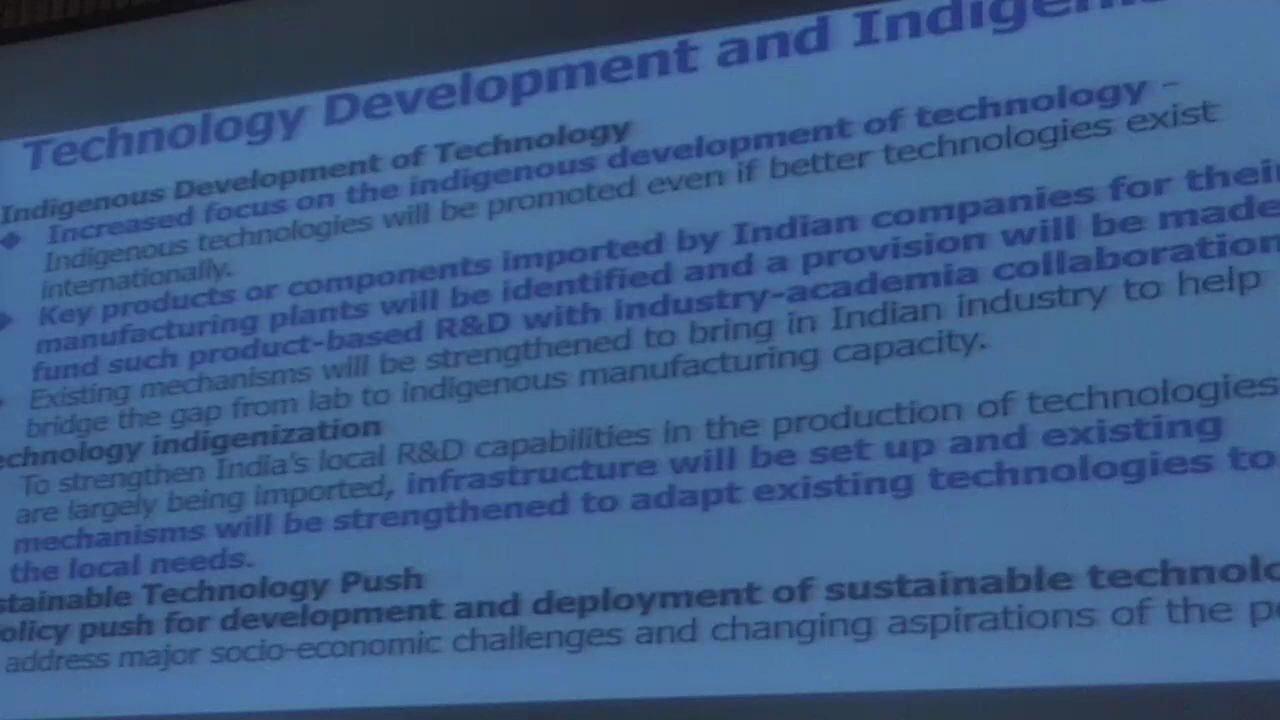 Technology Development and Indigen
Indigenous Development of Technology
◆ Increased focus on the indigenous development of technology -
Indigenous technologies will be promoted even if better technologies exist
internationally.
Key products or components imported by Indian companies for their
manufacturing plants will be identified and a provision will be made
fund such product-based R&D with industry-academia collaboration
Existing mechanisms will be strengthened to bring in Indian industry to help
bridge the gap from lab to indigenous manufacturing capacity.
echnology indigenization
To strengthen India's local R&D capabilities in the production of technologies
are largely being imported, infrastructure will be set up and existing
mechanisms will be strengthened to adapt existing technologies to
the local needs.
stainable Technology Push
olicy push for development and deployment of sustainable technolo
address major socio-economic challenges and changing aspirations of the p